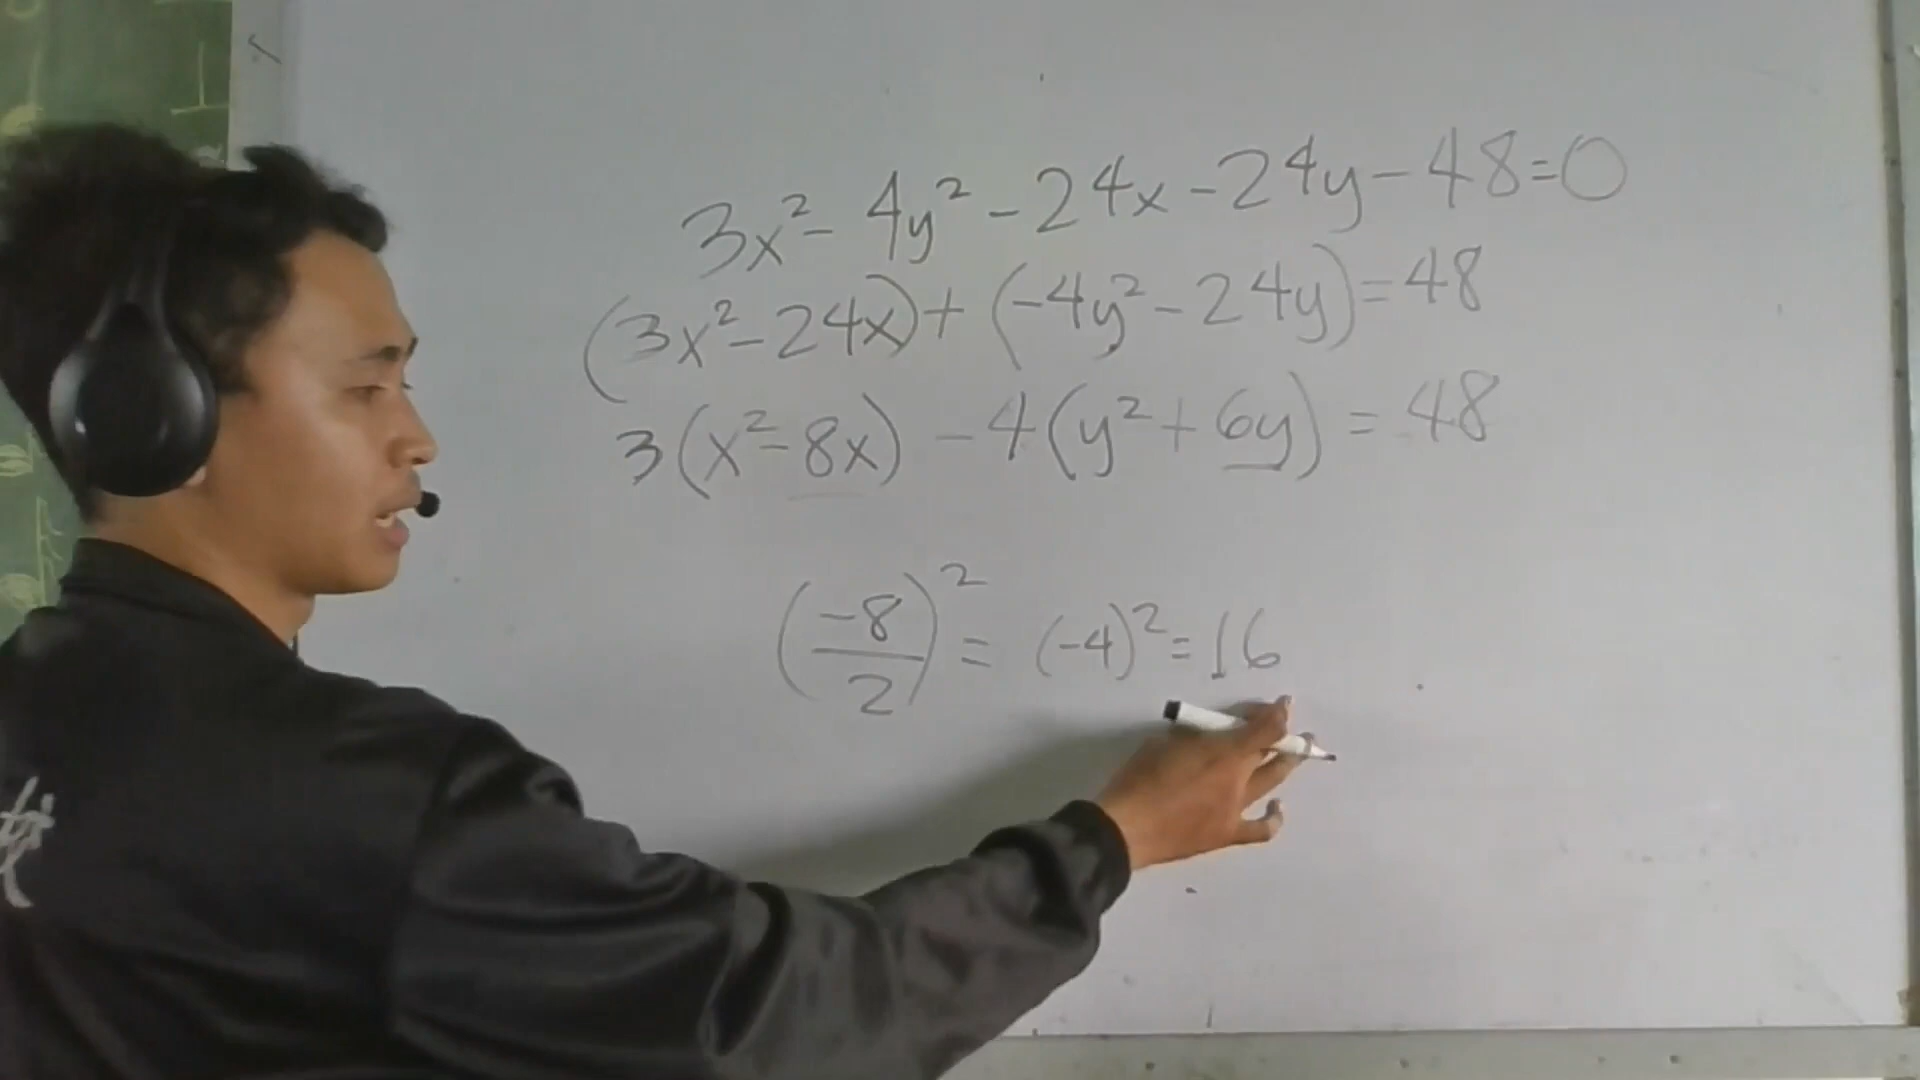 3x² - 4y² - 24x - 24y - 48 = 0
(3x² - 24x) + (-4y² - 24y) = 48
3(x² - 8x) - 4(y² + 6y) = 48
(-8/2)² = (-4)² = 16